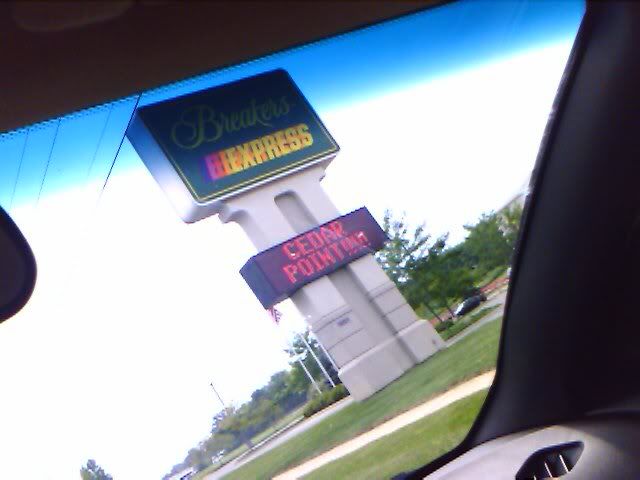 Breakers
EXPRESS
CEDAR
POINT